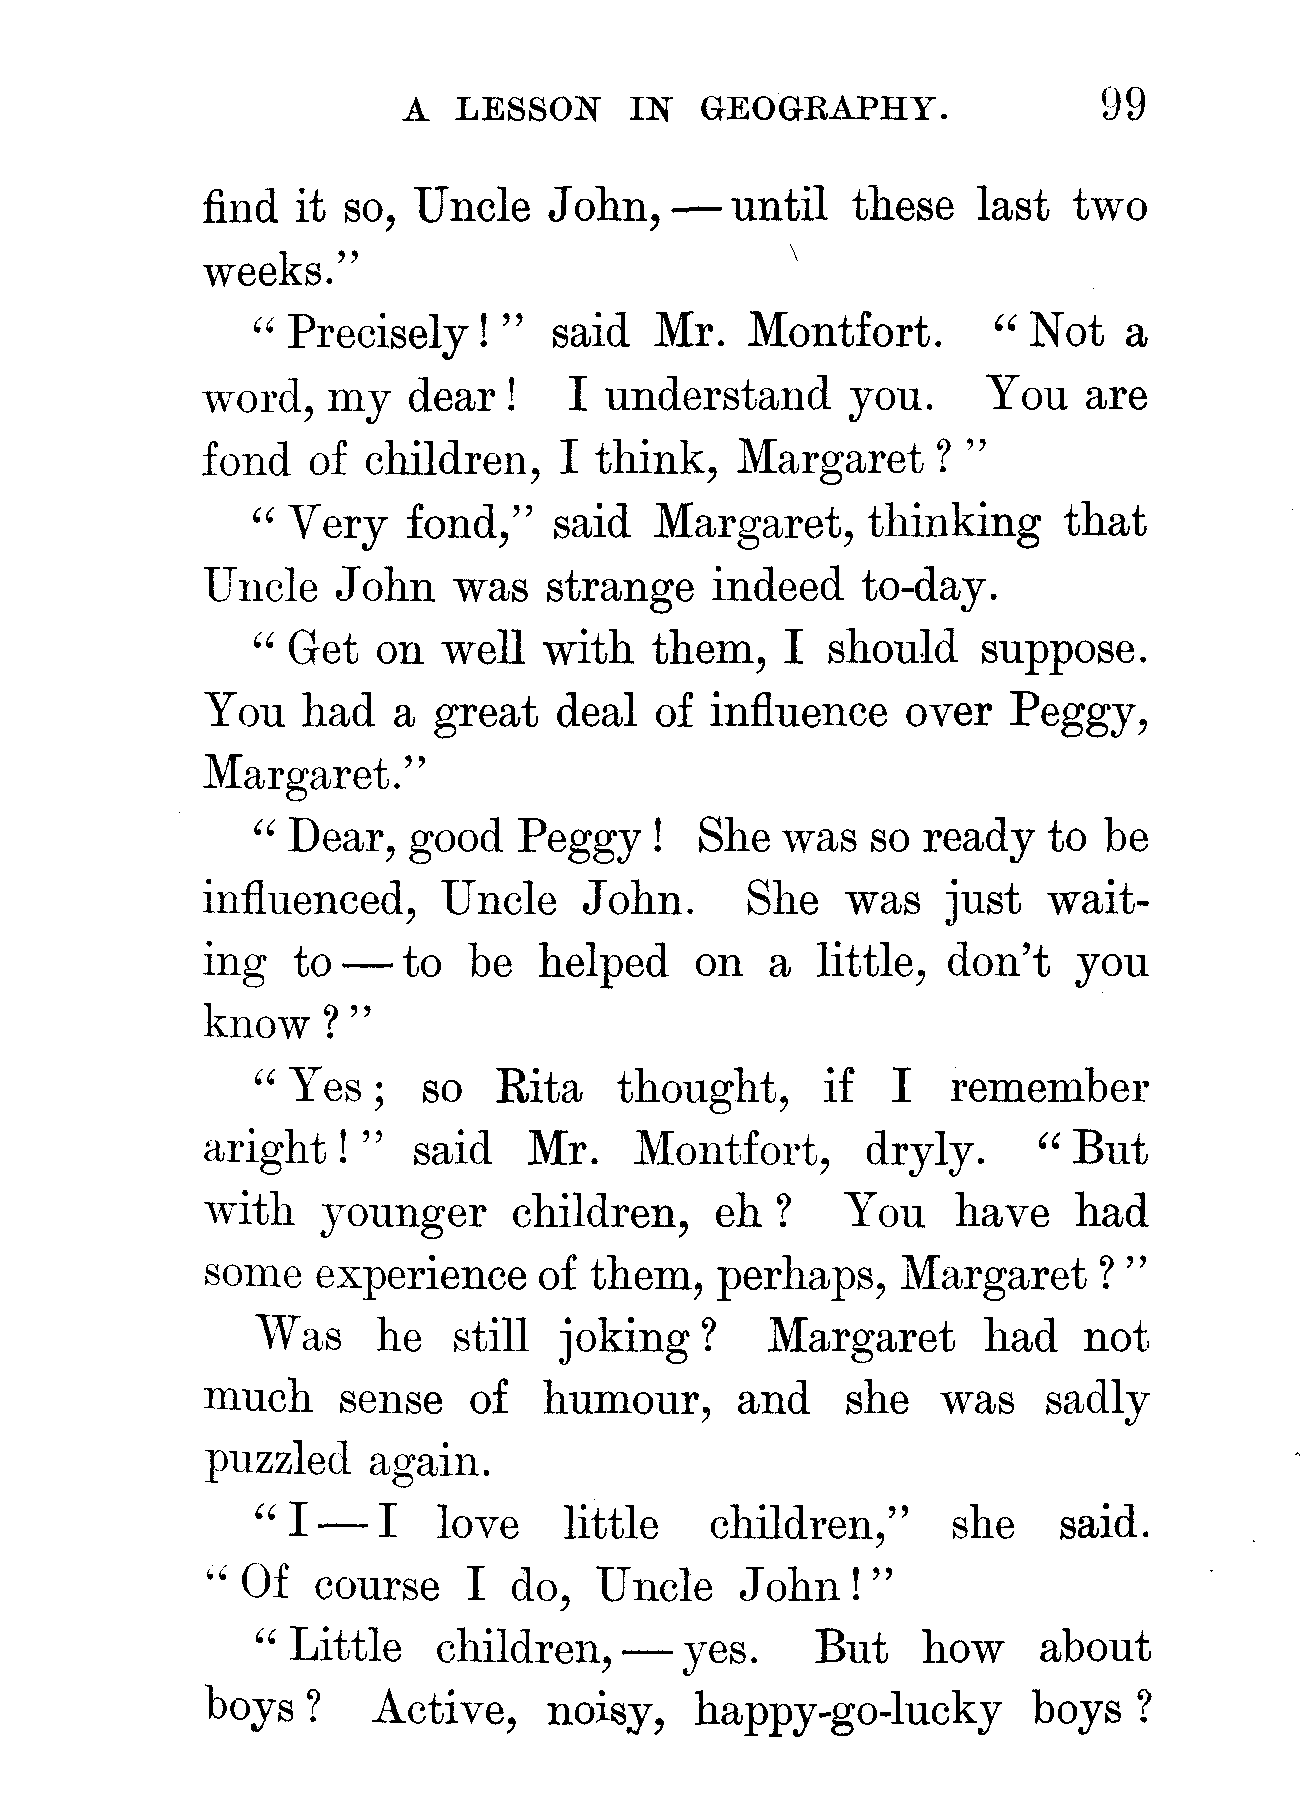 A LESSON IN GEOGRAPHY. 99
find it so, Uncle John, — until these last two
weeks."
"Precisely!" said Mr. Montfort. "Not a
word, my dear! I understand you. You are
fond of children, I think, Margaret?"
"Very fond," said Margaret, thinking that
Uncle John was strange indeed to-day.
"Get on well with them, I should suppose.
You had a great deal of influence over Peggy,
Margaret."
"Dear, good Peggy! She was so ready to be
influenced, Uncle John. She was just wait-
ing to — to be helped on a little, don't you
know?"
"Yes; so Rita thought, if I remember
aright!" said Mr. Montfort, dryly. "But
with younger children, eh? You have had
some experience of them, perhaps, Margaret?"
Was he still joking? Margaret had not
much sense of humour, and she was sadly
puzzled again.
"I — I love little children," she said.
"Of course I do, Uncle John!"
"Little children, — yes. But how about
boys? Active, noisy, happy-go-lucky boys?